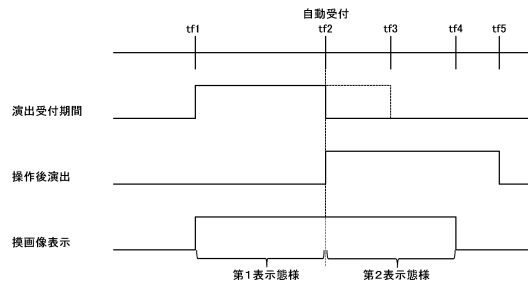 自動受付
tf1 tf2 tf3 tf4 tf5
演出受付期間
操作後演出
摸画像表示
第1表示態様 第2表示態様